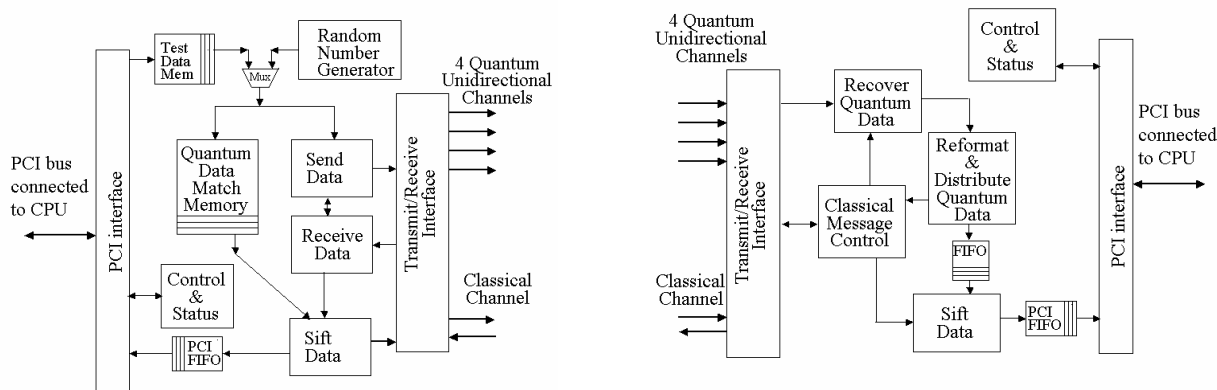 Test
Data
Mem
Random
Number
Generator
Mux
4 Quantum
Unidirectional
Channels
PCI bus
connected
to CPU
PCI interface
Quantum
Data
Match
Memory
Send
Data
Receive
Data
Transmit/Receive
Interface
Control
&
Status
Classical
Channel
PCI
FIFO
Sift
Data
4 Quantum
Unidirectional
Channels
Control
&
Status
Recover
Quantum
Data
Reformat
&
Distribute
Quantum
Data
PCI bus
connected
to CPU
Transmit/Receive
Interface
Classical
Message
Control
PCI interface
FIFO
Classical
Channel
Sift
Data
PCI
FIFO